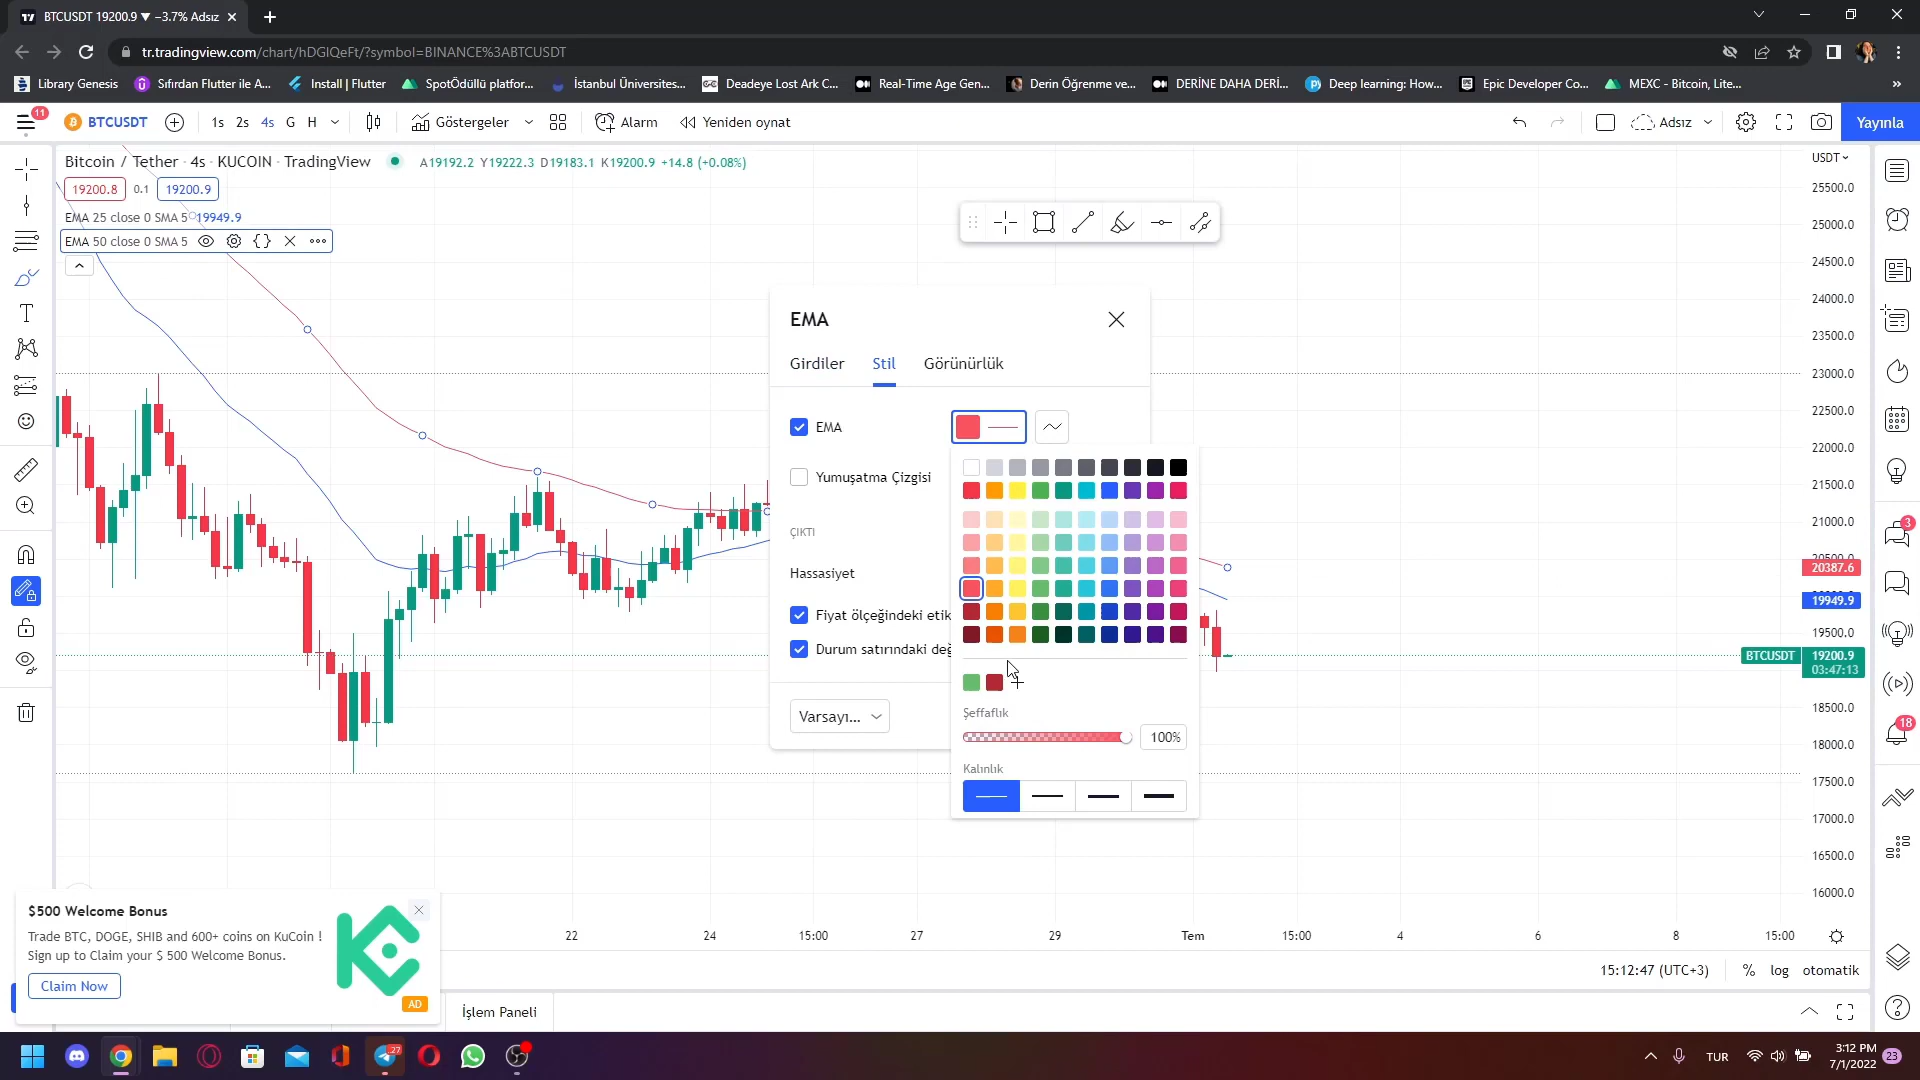 BTCUSDT 19200.9 ▼ −3.7% Adsız
tr.tradingview.com/chart/hDGlQeFt/?symbol=BINANCE%3ABTCUSDT
Library Genesis
Sıfırdan Flutter ile A...
Install | Flutter
SpotÖdüllü platfor...
İstanbul Üniversites...
Deadeye Lost Ark C...
Real-Time Age Gen...
Derin Öğrenme ve...
DERİNE DAHA DERİ...
Deep learning: How...
Epic Developer Co...
MEXC - Bitcoin, Lite...
»
11
BTCUSDT
1s 2s 4s G H
Göstergeler
Alarm
Yeniden oynat
Adsız
Yayınla
Bitcoin / Tether · 4s · KUCOIN · TradingView
A19192.2 Y19222.3 D19183.1 K19200.9 +14.8 (+0.08%)
19200.8 0.1 19200.9
EMA 25 close 0 SMA 5 19949.9
EMA 50 close 0 SMA 5
USDT
25500.0
25000.0
24500.0
24000.0
23500.0
23000.0
22500.0
22000.0
21500.0
21000.0
20500.0
20387.6
19949.9
19500.0
BTCUSDT 19200.9
03:47:13
18500.0
18000.0
17500.0
17000.0
16500.0
16000.0
EMA
Girdiler Stil Görünürlük
EMA
Yumuşatma Çizgisi
ÇIKTI
Hassasiyet
Fiyat ölçeğindeki etik
Durum satırındaki değ
Varsayı...
Şeffaflık
100%
Kalınlık
3
18
$500 Welcome Bonus
Trade BTC, DOGE, SHIB and 600+ coins on KuCoin !
Sign up to Claim your $ 500 Welcome Bonus.
Claim Now
AD
22 24 15:00 27 29 Tem 15:00 4 6 8 15:00
15:12:47 (UTC+3) % log otomatik
İşlem Paneli
27
TUR
3:12 PM
7/1/2022
23